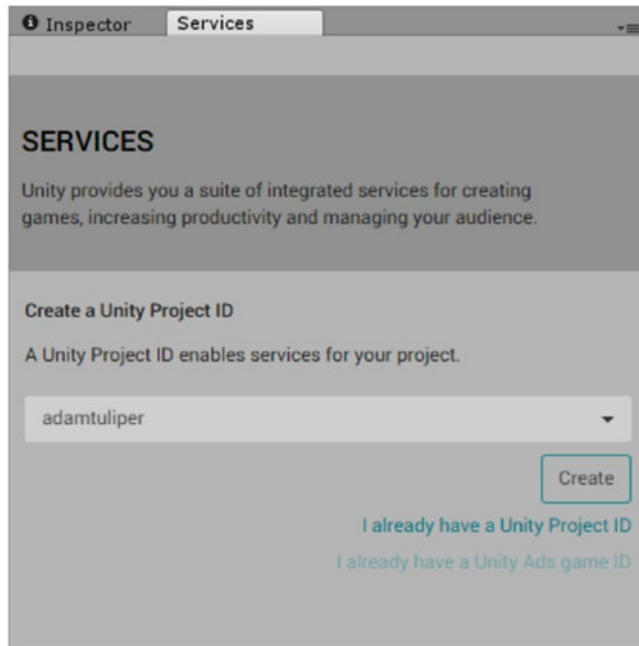 Inspector
Services
SERVICES
Unity provides you a suite of integrated services for creating
games, increasing productivity and managing your audience.
Create a Unity Project ID
A Unity Project ID enables services for your project.
adamtuliper
Create
I already have a Unity Project ID
I already have a Unity Ads game ID